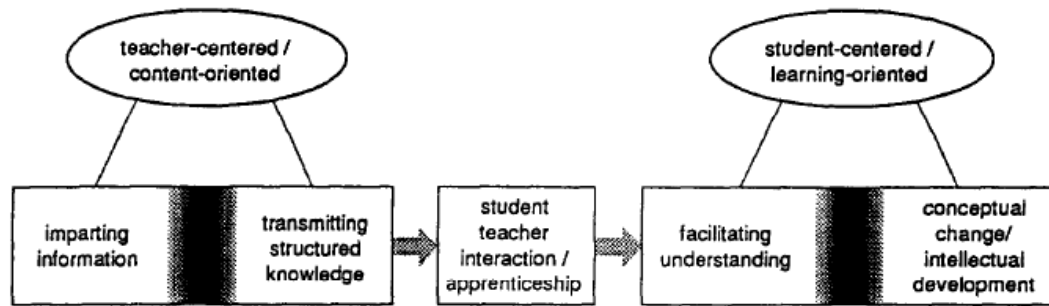 teacher-centered /
content-oriented
student-centered /
learning-oriented
imparting
information
transmitting
structured
knowledge
student
teacher
interaction /
apprenticeship
facilitating
understanding
conceptual
change/
intellectual
development